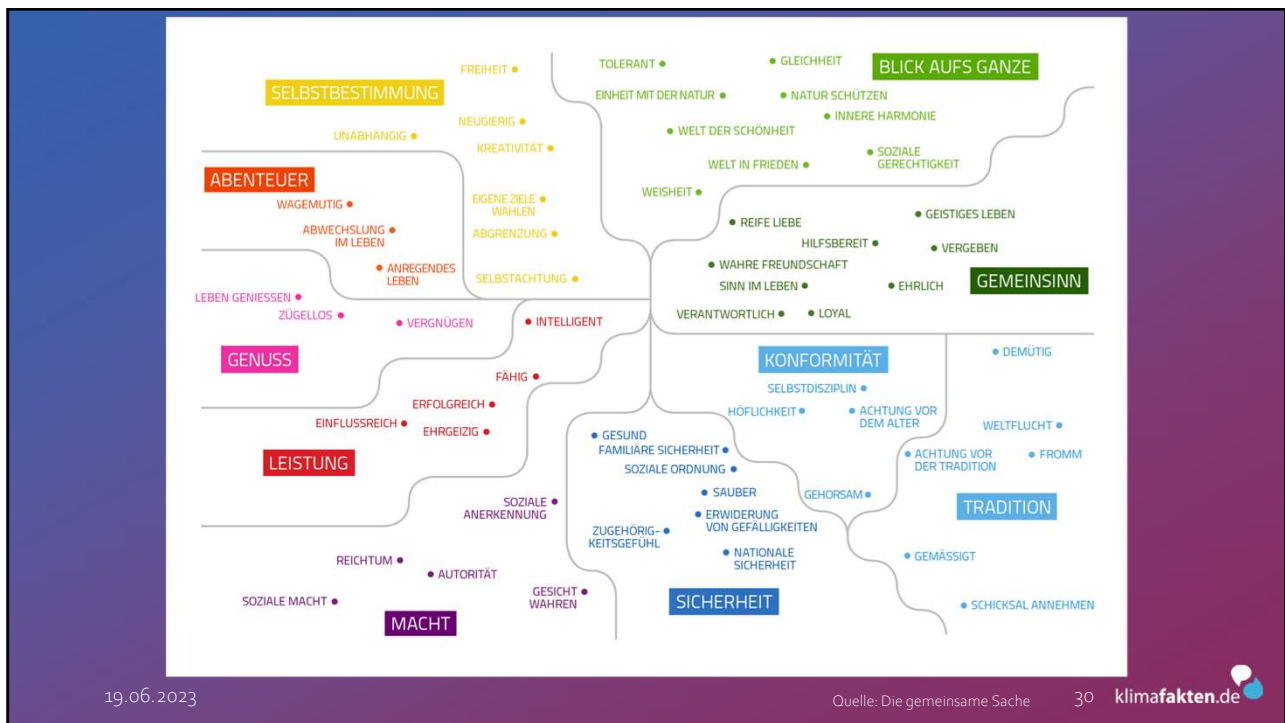 SELBSTBESTIMMUNG
FREIHEIT
NEUGIERIG
UNABHÄNGIG
KREATIVITÄT
EIGENE ZIELE
WÄHLEN
ABGRENZUNG
SELBSTACHTUNG
TOLERANT
GLEICHHEIT
BLICK AUFS GANZE
EINHEIT MIT DER NATUR
NATUR SCHÜTZEN
INNERE HARMONIE
WELT DER SCHÖNHEIT
WELT IN FRIEDEN
SOZIALE
GERECHTIGKEIT
WEISHEIT
ABENTEUER
WAGEMUTIG
ABWECHSLUNG
IM LEBEN
ANREGENDES
LEBEN
REIFE LIEBE
GEISTIGES LEBEN
HILFSBEREIT
VERGEBEN
WAHRE FREUNDSCHAFT
SINN IM LEBEN
EHRLICH
GEMEINSINN
VERANTWORTLICH
LOYAL
LEBEN GENIESSEN
ZÜGELLOS
VERGNÜGEN
GENUSS
INTELLIGENT
FÄHIG
ERFOLGREICH
EINFLUSSREICH
EHRGEIZIG
LEISTUNG
KONFORMITÄT
SELBSTDISZIPLIN
HÖFLICHKEIT
ACHTUNG VOR
DEM ALTER
GEHORSAM
DEMÜTIG
WELTFLUCHT
ACHTUNG VOR
DER TRADITION
FROMM
TRADITION
GEMÄSSIGT
SCHICKSAL ANNEHMEN
GESUND
FAMILIÄRE SICHERHEIT
SOZIALE ORDNUNG
SAUBER
ERWIDERUNG
VON GEFÄLLIGKEITEN
ZUGEHÖRIG-
KEITSGEFÜHL
NATIONALE
SICHERHEIT
SICHERHEIT
SOZIALE
ANERKENNUNG
REICHTUM
AUTORITÄT
SOZIALE MACHT
GESICHT
WAHREN
MACHT
19.06.2023
Quelle: Die gemeinsame Sache
30
klimafakten.de